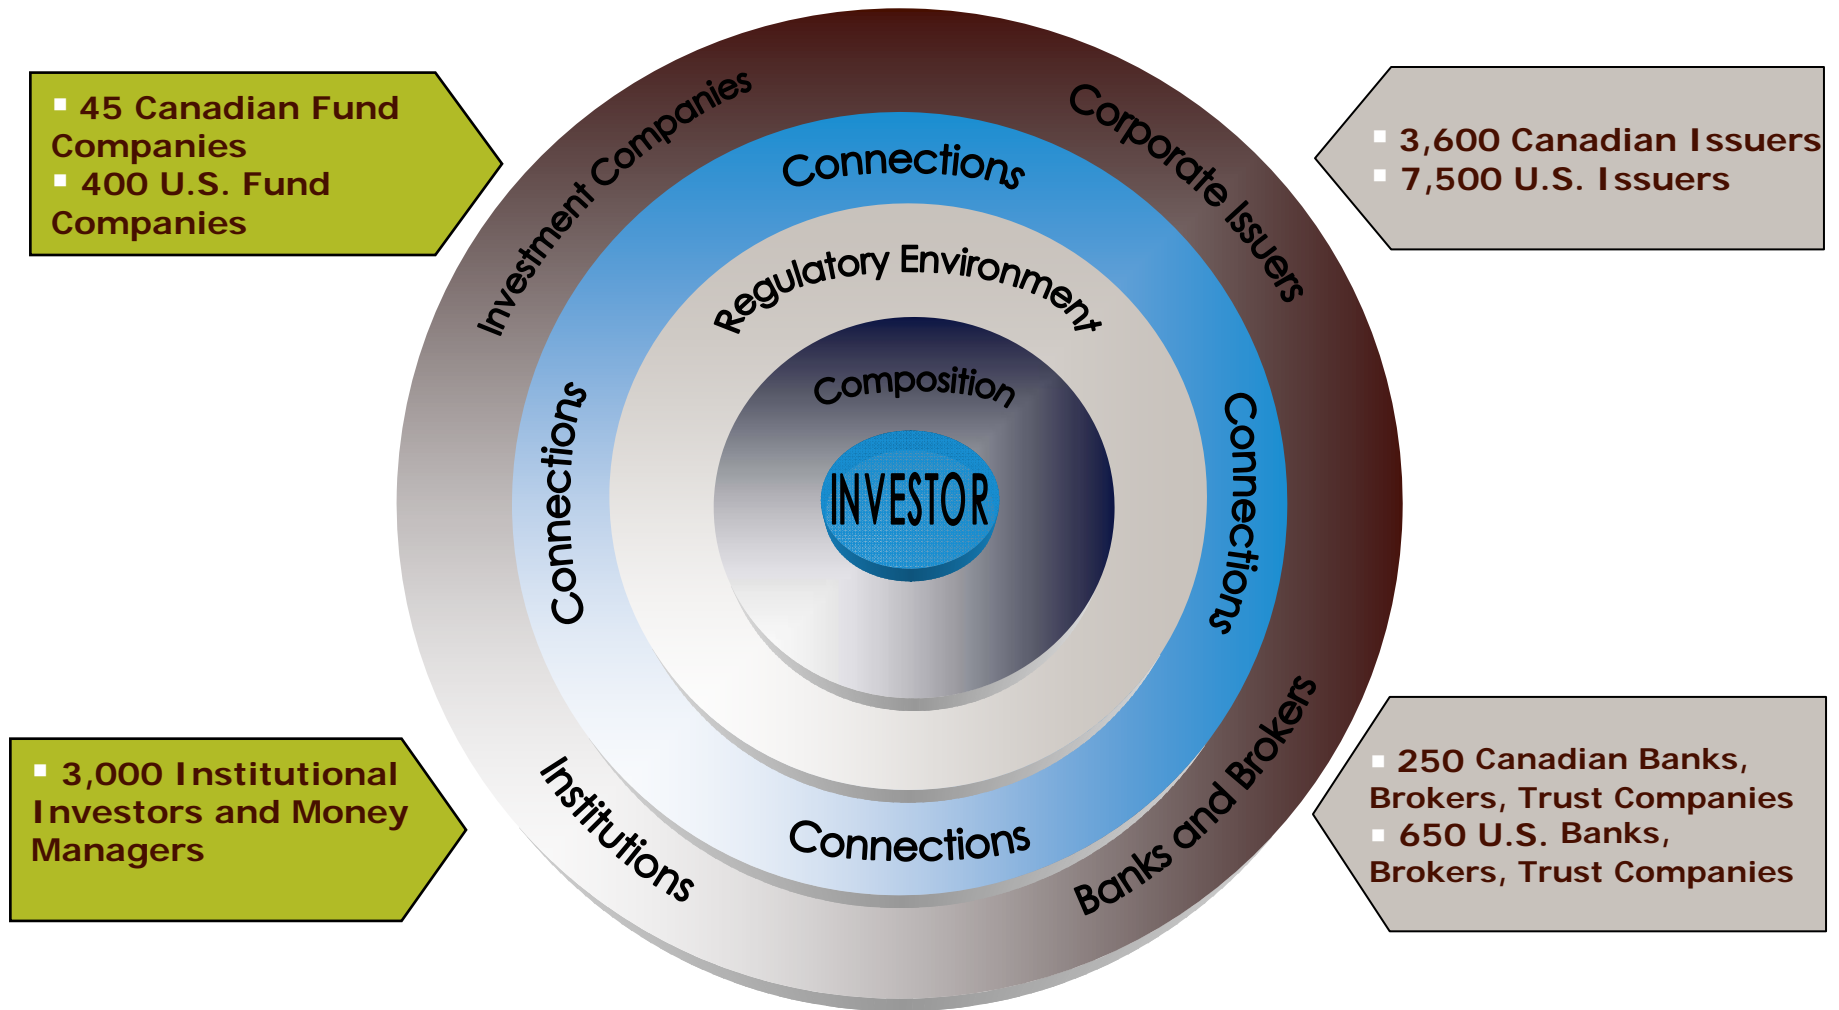 ▪ 45 Canadian Fund
Companies
▪ 400 U.S. Fund
Companies
▪ 3,600 Canadian Issuers
▪ 7,500 U.S. Issuers
Investment Companies
Corporate Issuers
Connections
Regulatory Environment
Composition
INVESTOR
Connections
Connections
Connections
Institutions
Banks and Brokers
▪ 3,000 Institutional
Investors and Money
Managers
▪ 250 Canadian Banks,
Brokers, Trust Companies
▪ 650 U.S. Banks,
Brokers, Trust Companies